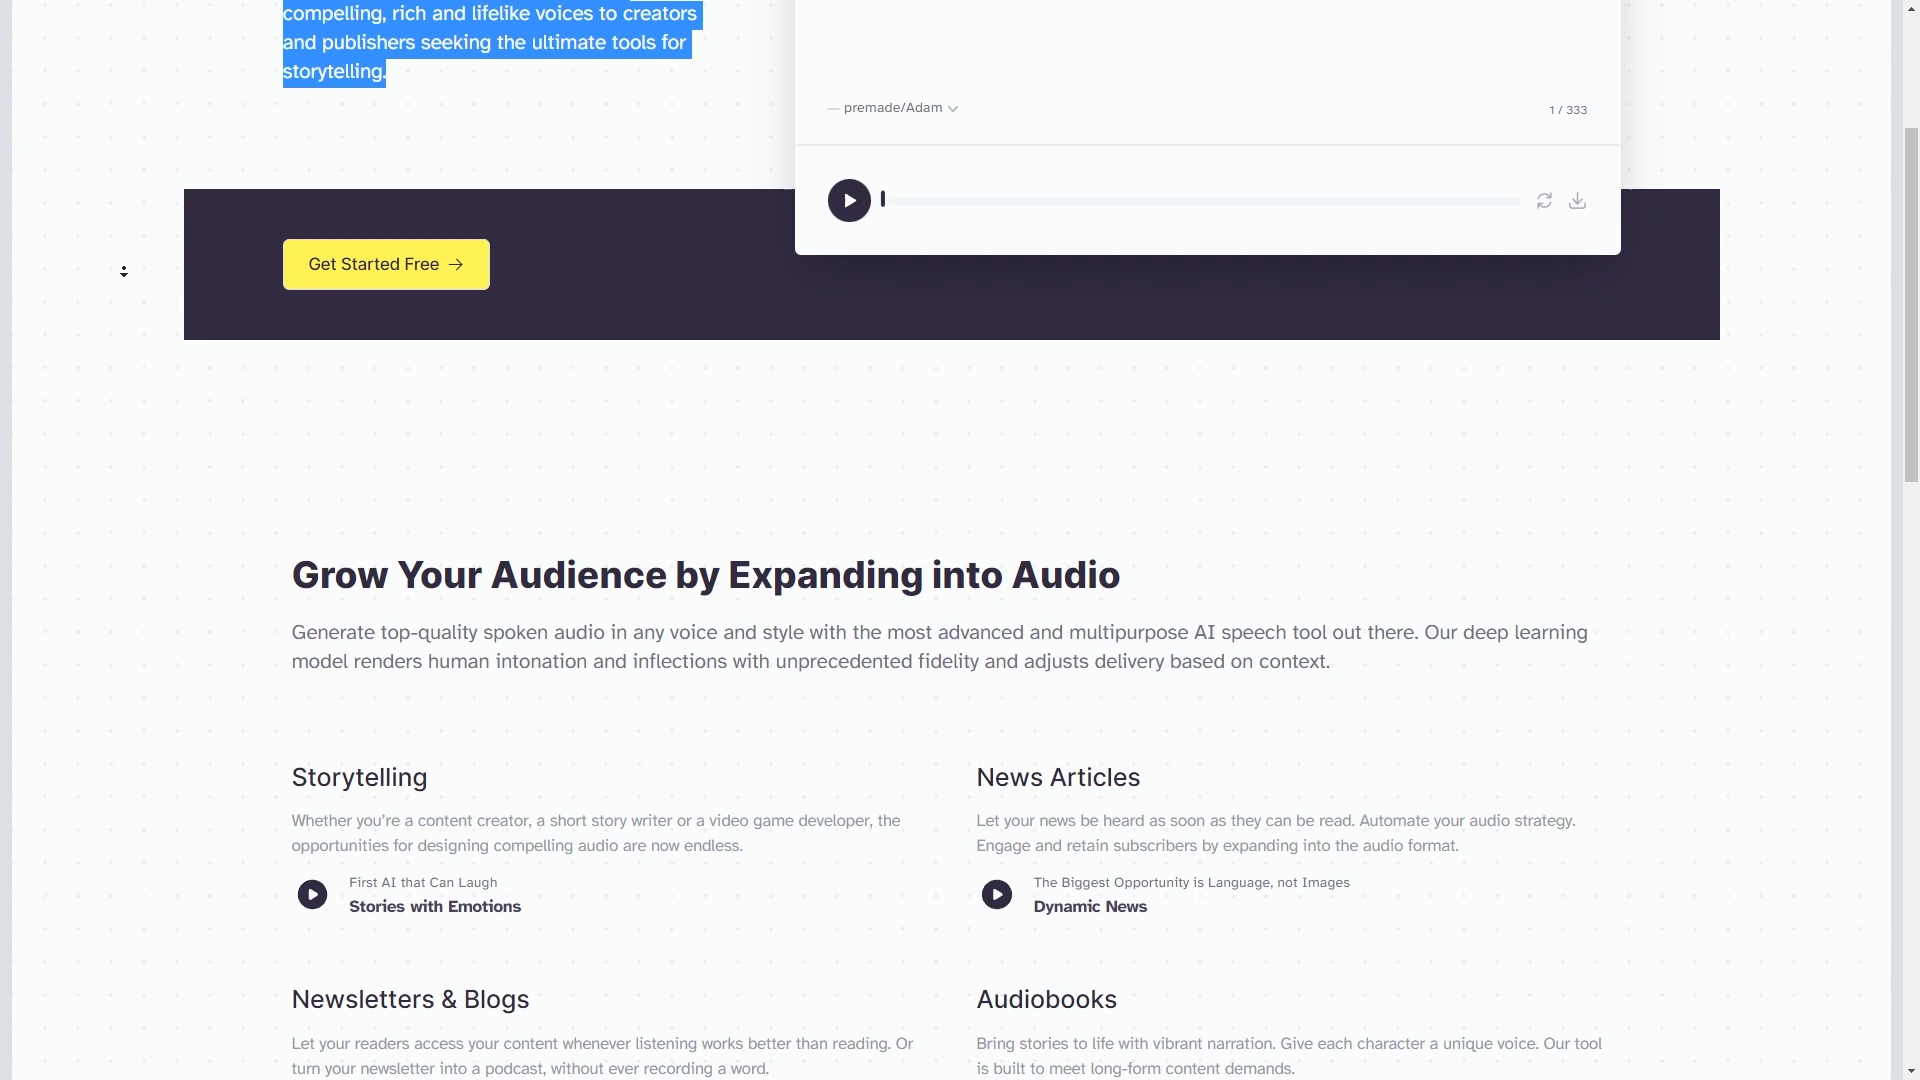 compelling, rich and lifelike voices to creators
and publishers seeking the ultimate tools for
storytelling.
— premade/Adam
1 / 333
Get Started Free →
Grow Your Audience by Expanding into Audio
Generate top-quality spoken audio in any voice and style with the most advanced and multipurpose AI speech tool out there. Our deep learning
model renders human intonation and inflections with unprecedented fidelity and adjusts delivery based on context.
Storytelling
Whether you’re a content creator, a short story writer or a video game developer, the
opportunities for designing compelling audio are now endless.
First AI that Can Laugh
Stories with Emotions
News Articles
Let your news be heard as soon as they can be read. Automate your audio strategy.
Engage and retain subscribers by expanding into the audio format.
The Biggest Opportunity is Language, not Images
Dynamic News
Newsletters & Blogs
Let your readers access your content whenever listening works better than reading. Or
turn your newsletter into a podcast, without ever recording a word.
Audiobooks
Bring stories to life with vibrant narration. Give each character a unique voice. Our tool
is built to meet long-form content demands.